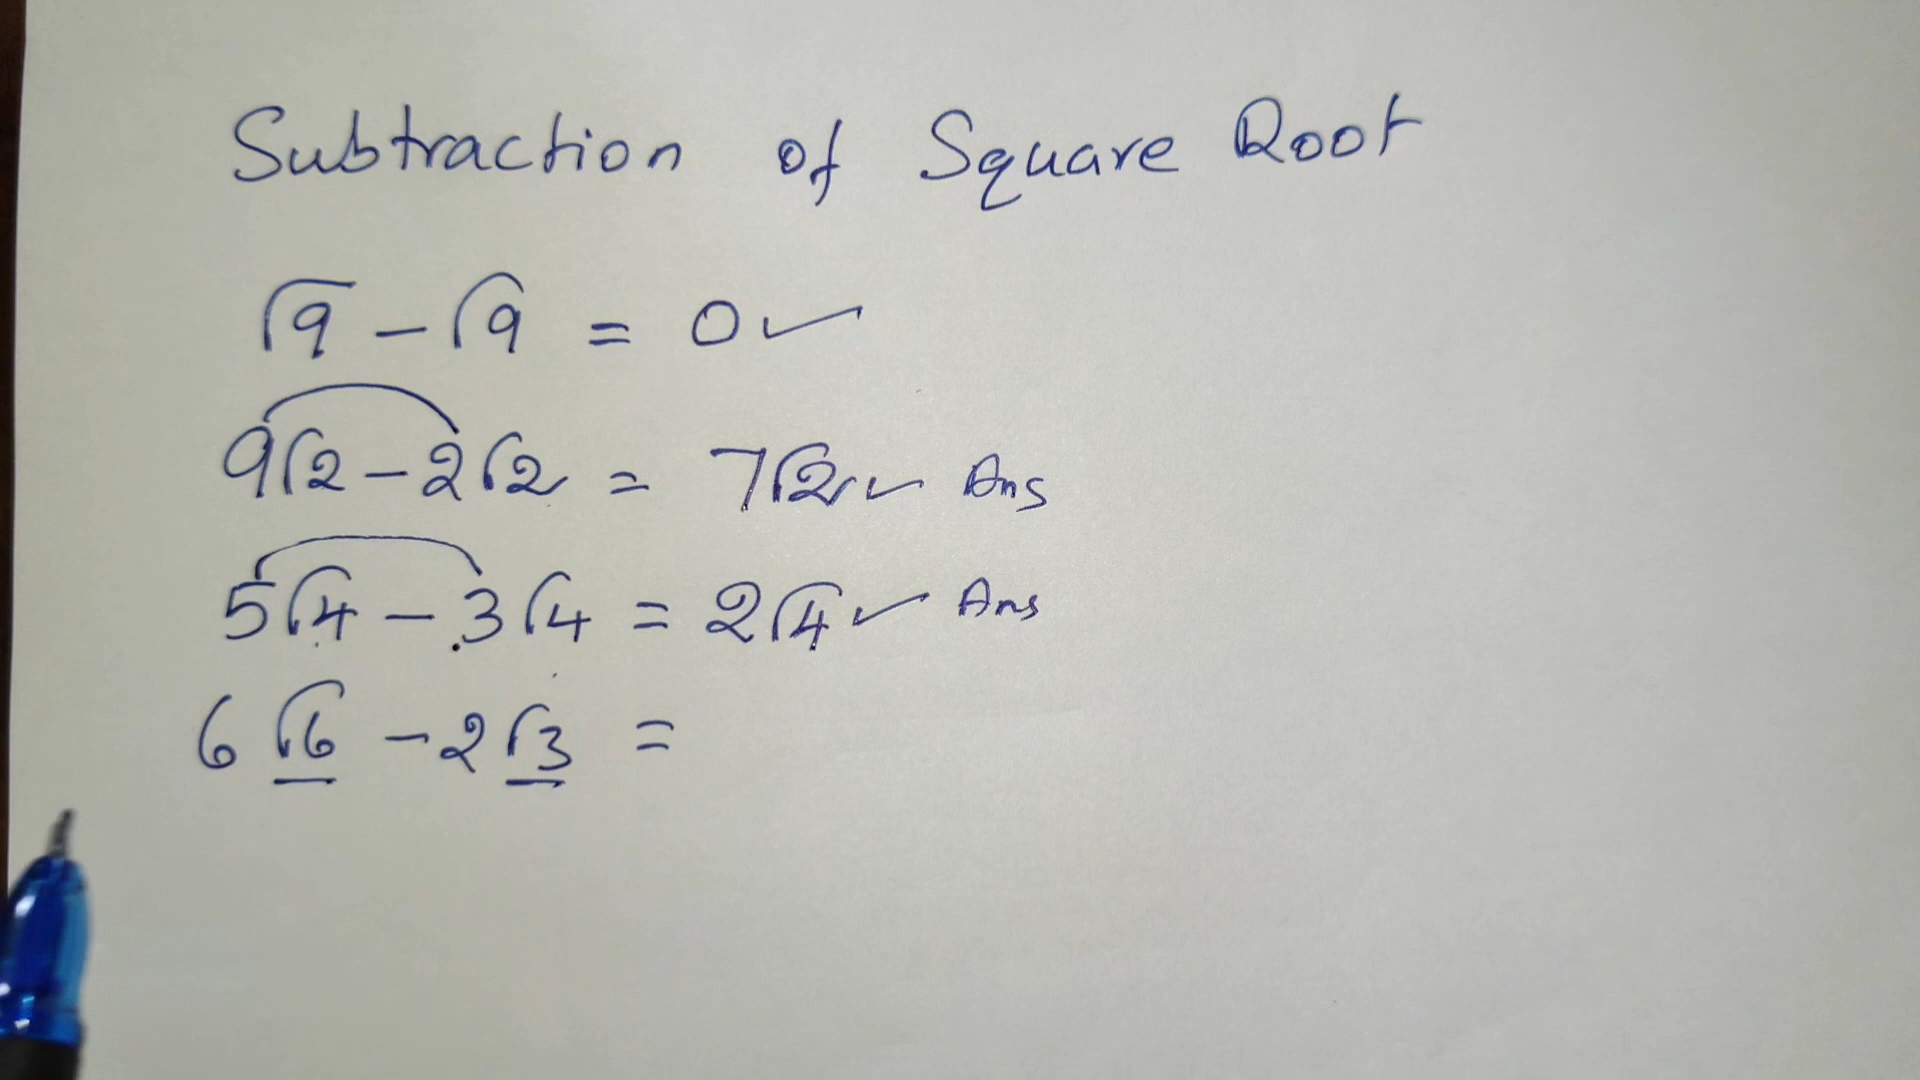 Subtraction of Square Root
√9 - √9 = 0 ✓
9√2 - 2√2 = 7√2 ✓ Ans
5√4 - 3√4 = 2√4 ✓ Ans
6√6 - 2√3 =